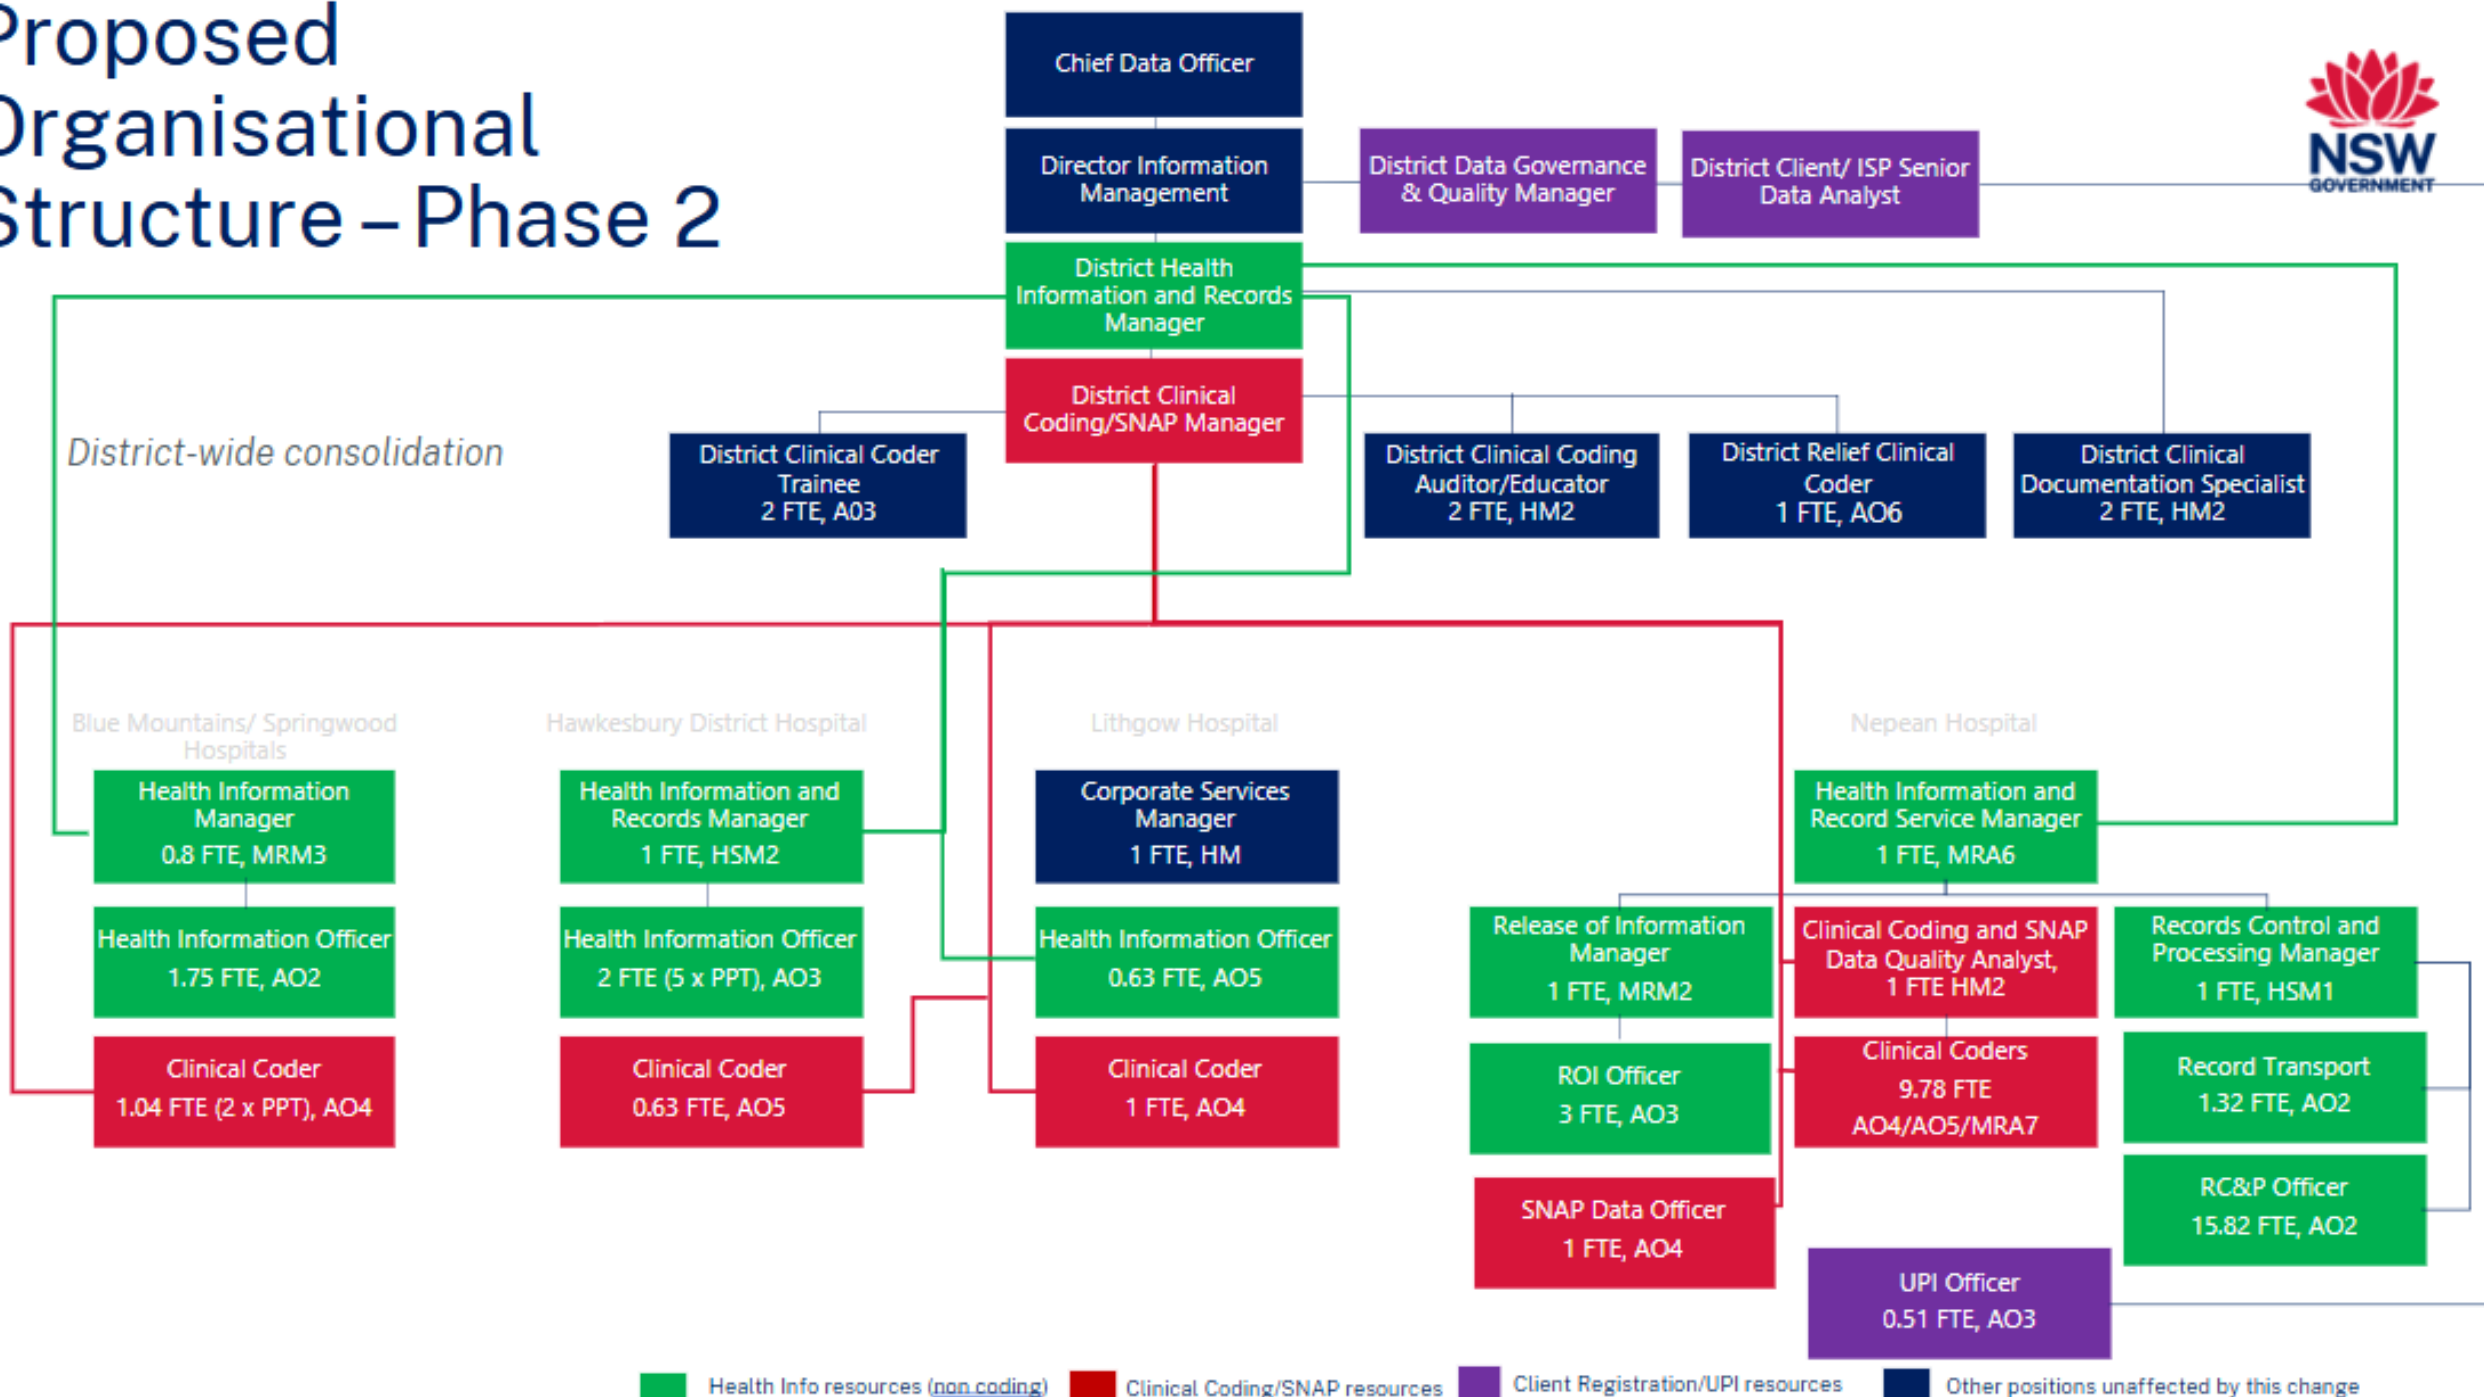 Proposed
Organisational
Structure – Phase 2
Chief Data Officer
Director Information
Management
District Data Governance
& Quality Manager
District Client/ ISP Senior
Data Analyst
NSW
GOVERNMENT
District Health
Information and Records
Manager
District Clinical
Coding/SNAP Manager
District-wide consolidation
District Clinical Coder
Trainee
2 FTE, A03
District Clinical Coding
Auditor/Educator
2 FTE, HM2
District Relief Clinical
Coder
1 FTE, AO6
District Clinical
Documentation Specialist
2 FTE, HM2
Blue Mountains/ Springwood
Hospitals
Health Information
Manager
0.8 FTE, MRM3
Health Information Officer
1.75 FTE, AO2
Clinical Coder
1.04 FTE (2 x PPT), AO4
Hawkesbury District Hospital
Health Information and
Records Manager
1 FTE, HSM2
Health Information Officer
2 FTE (5 x PPT), AO3
Clinical Coder
0.63 FTE, AO5
Lithgow Hospital
Corporate Services
Manager
1 FTE, HM
Health Information Officer
0.63 FTE, AO5
Clinical Coder
1 FTE, AO4
Nepean Hospital
Health Information and
Record Service Manager
1 FTE, MRA6
Release of Information
Manager
1 FTE, MRM2
ROI Officer
3 FTE, AO3
SNAP Data Officer
1 FTE, AO4
Clinical Coding and SNAP
Data Quality Analyst,
1 FTE HM2
Clinical Coders
9.78 FTE
AO4/AO5/MRA7
Records Control and
Processing Manager
1 FTE, HSM1
Record Transport
1.32 FTE, AO2
RC&P Officer
15.82 FTE, AO2
UPI Officer
0.51 FTE, AO3
Health Info resources (non coding)
Clinical Coding/SNAP resources
Client Registration/UPI resources
Other positions unaffected by this change